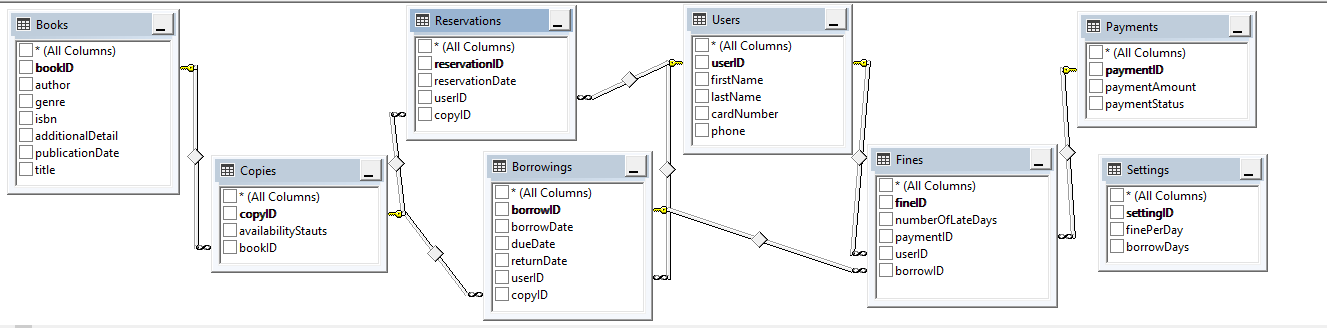 Books
* (All Columns)
bookID
author
genre
isbn
additionalDetail
publicationDate
title
Copies
* (All Columns)
copyID
availabilityStauts
bookID
Reservations
* (All Columns)
reservationID
reservationDate
userID
copyID
Borrowings
* (All Columns)
borrowID
borrowDate
dueDate
returnDate
userID
copyID
Users
* (All Columns)
userID
firstName
lastName
cardNumber
phone
Fines
* (All Columns)
fineID
numberOfLateDays
paymentID
userID
borrowID
Payments
* (All Columns)
paymentID
paymentAmount
paymentStatus
Settings
* (All Columns)
settingID
finePerDay
borrowDays